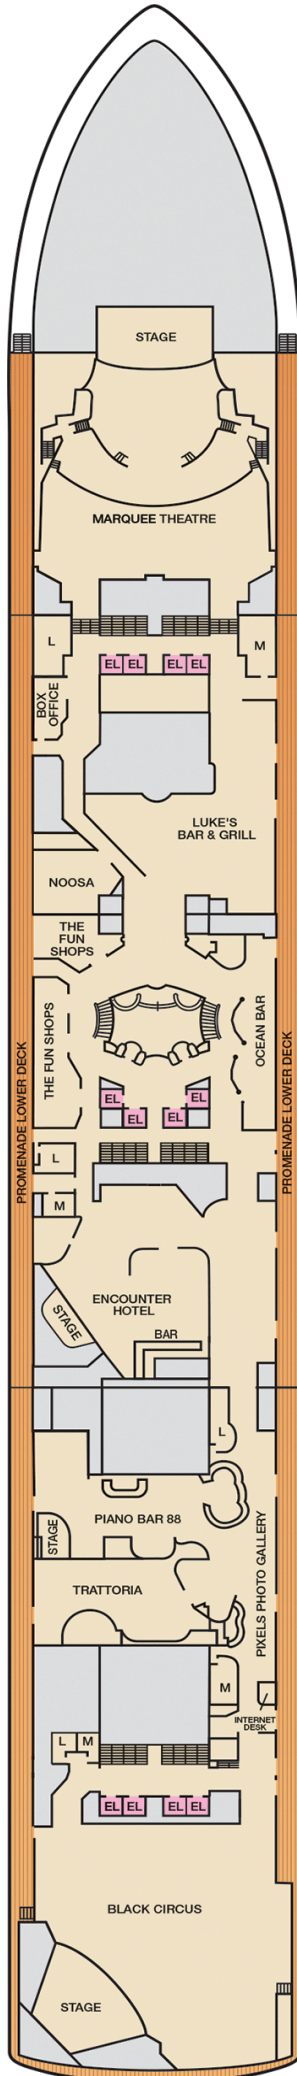 STAGE
MARQUEE THEATRE
L
M
EL EL EL EL
BOX
OFFICE
LUKE'S
BAR & GRILL
NOOSA
THE
FUN
SHOPS
THE FUN SHOPS
OCEAN BAR
PROMENADE LOWER DECK
PROMENADE LOWER DECK
EL
EL
EL
EL
L
M
ENCOUNTER
HOTEL
STAGE
BAR
L
PIANO BAR 88
STAGE
PIXELS PHOTO GALLERY
TRATTORIA
M
INTERNET
DESK
L M
EL EL EL EL
BLACK CIRCUS
STAGE